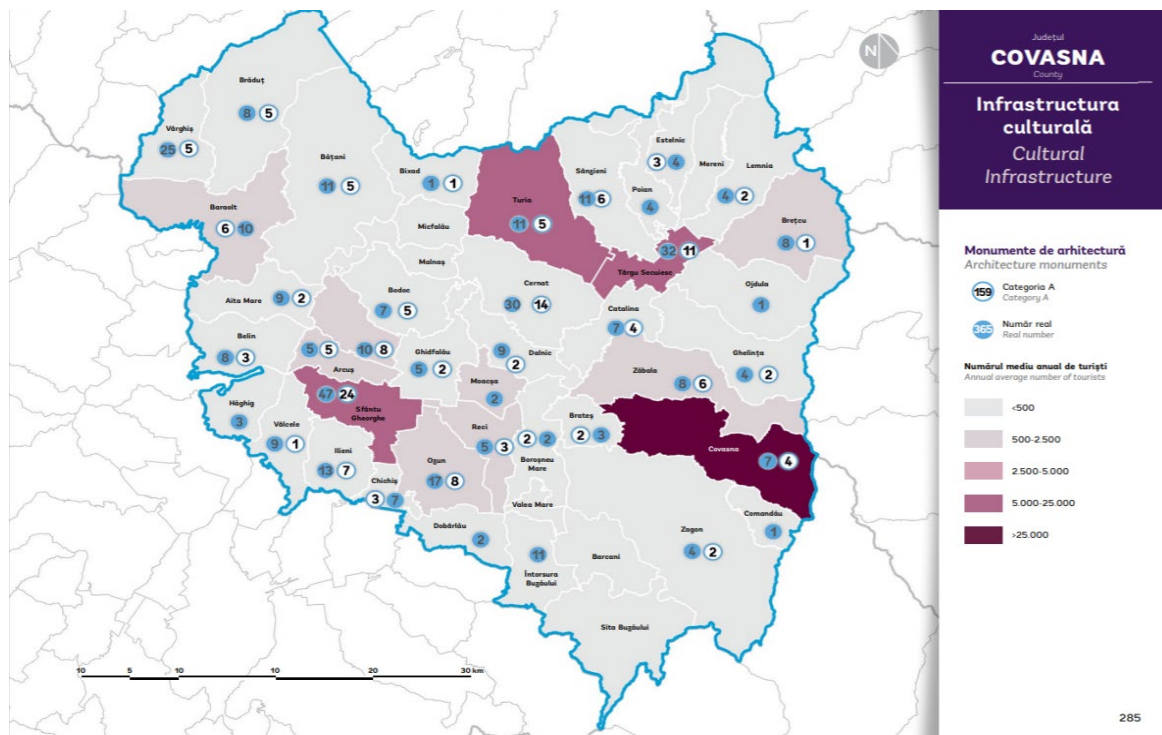 Brăduț
8 5
Vârghiș
25 5
Bățani
11 5
Bixad
1 1
Turia
11 5
Sânzieni
11 6
Estelnic
3 4
Mereni
Lemnia
4 2
Poian
4
Baraolt
6 10
Micfalău
Brețcu
8 1
32 11
Târgu Secuiesc
Malnaș
Aita Mare
9 2
Bodoc
7 5
Cernat
30 14
Ojdula
1
Catalina
7 4
Belin
8 3
5 5
10 8
Ghidfalău
5 2
9
2
Dalnic
Ghelința
4 2
Arcuș
Zăbala
8 6
Moacșa
2
47 24
Sfântu
Gheorghe
Hăghig
3
Vâlcele
9 1
Reci
5 3
2 2
Boroșneu
Mare
Brateș
2 3
Covasna
7 4
Ilieni
13 7
Ozun
17 8
Chichiș
3 7
Valea Mare
Comandău
1
Dobârlău
2
11
Întorsura
Buzăului
Barcani
Zagon
4 2
Sita Buzăului
10 5 10 20 30 km
N
Județul
COVASNA
County
Infrastructura
culturală
Cultural
Infrastructure
Monumente de arhitectură
Architecture monuments
159 Categoria A
Category A
365 Număr real
Real number
Numărul mediu anual de turiști
Annual average number of tourists
<500
500-2.500
2.500-5.000
5.000-25.000
>25.000
285